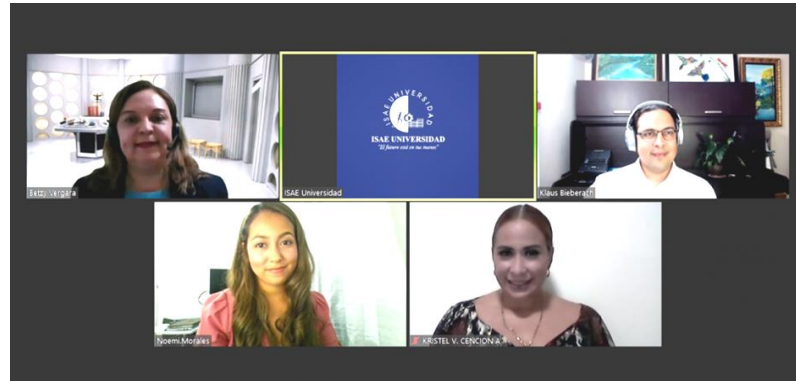 Betzy Vergara
ISAE UNIVERSIDAD
ISAE UNIVERSIDAD
"El futuro está en tus manos"
ISAE Universidad
Klaus Bieberach
Noemi Morales
KRISTEL V. CENCION A